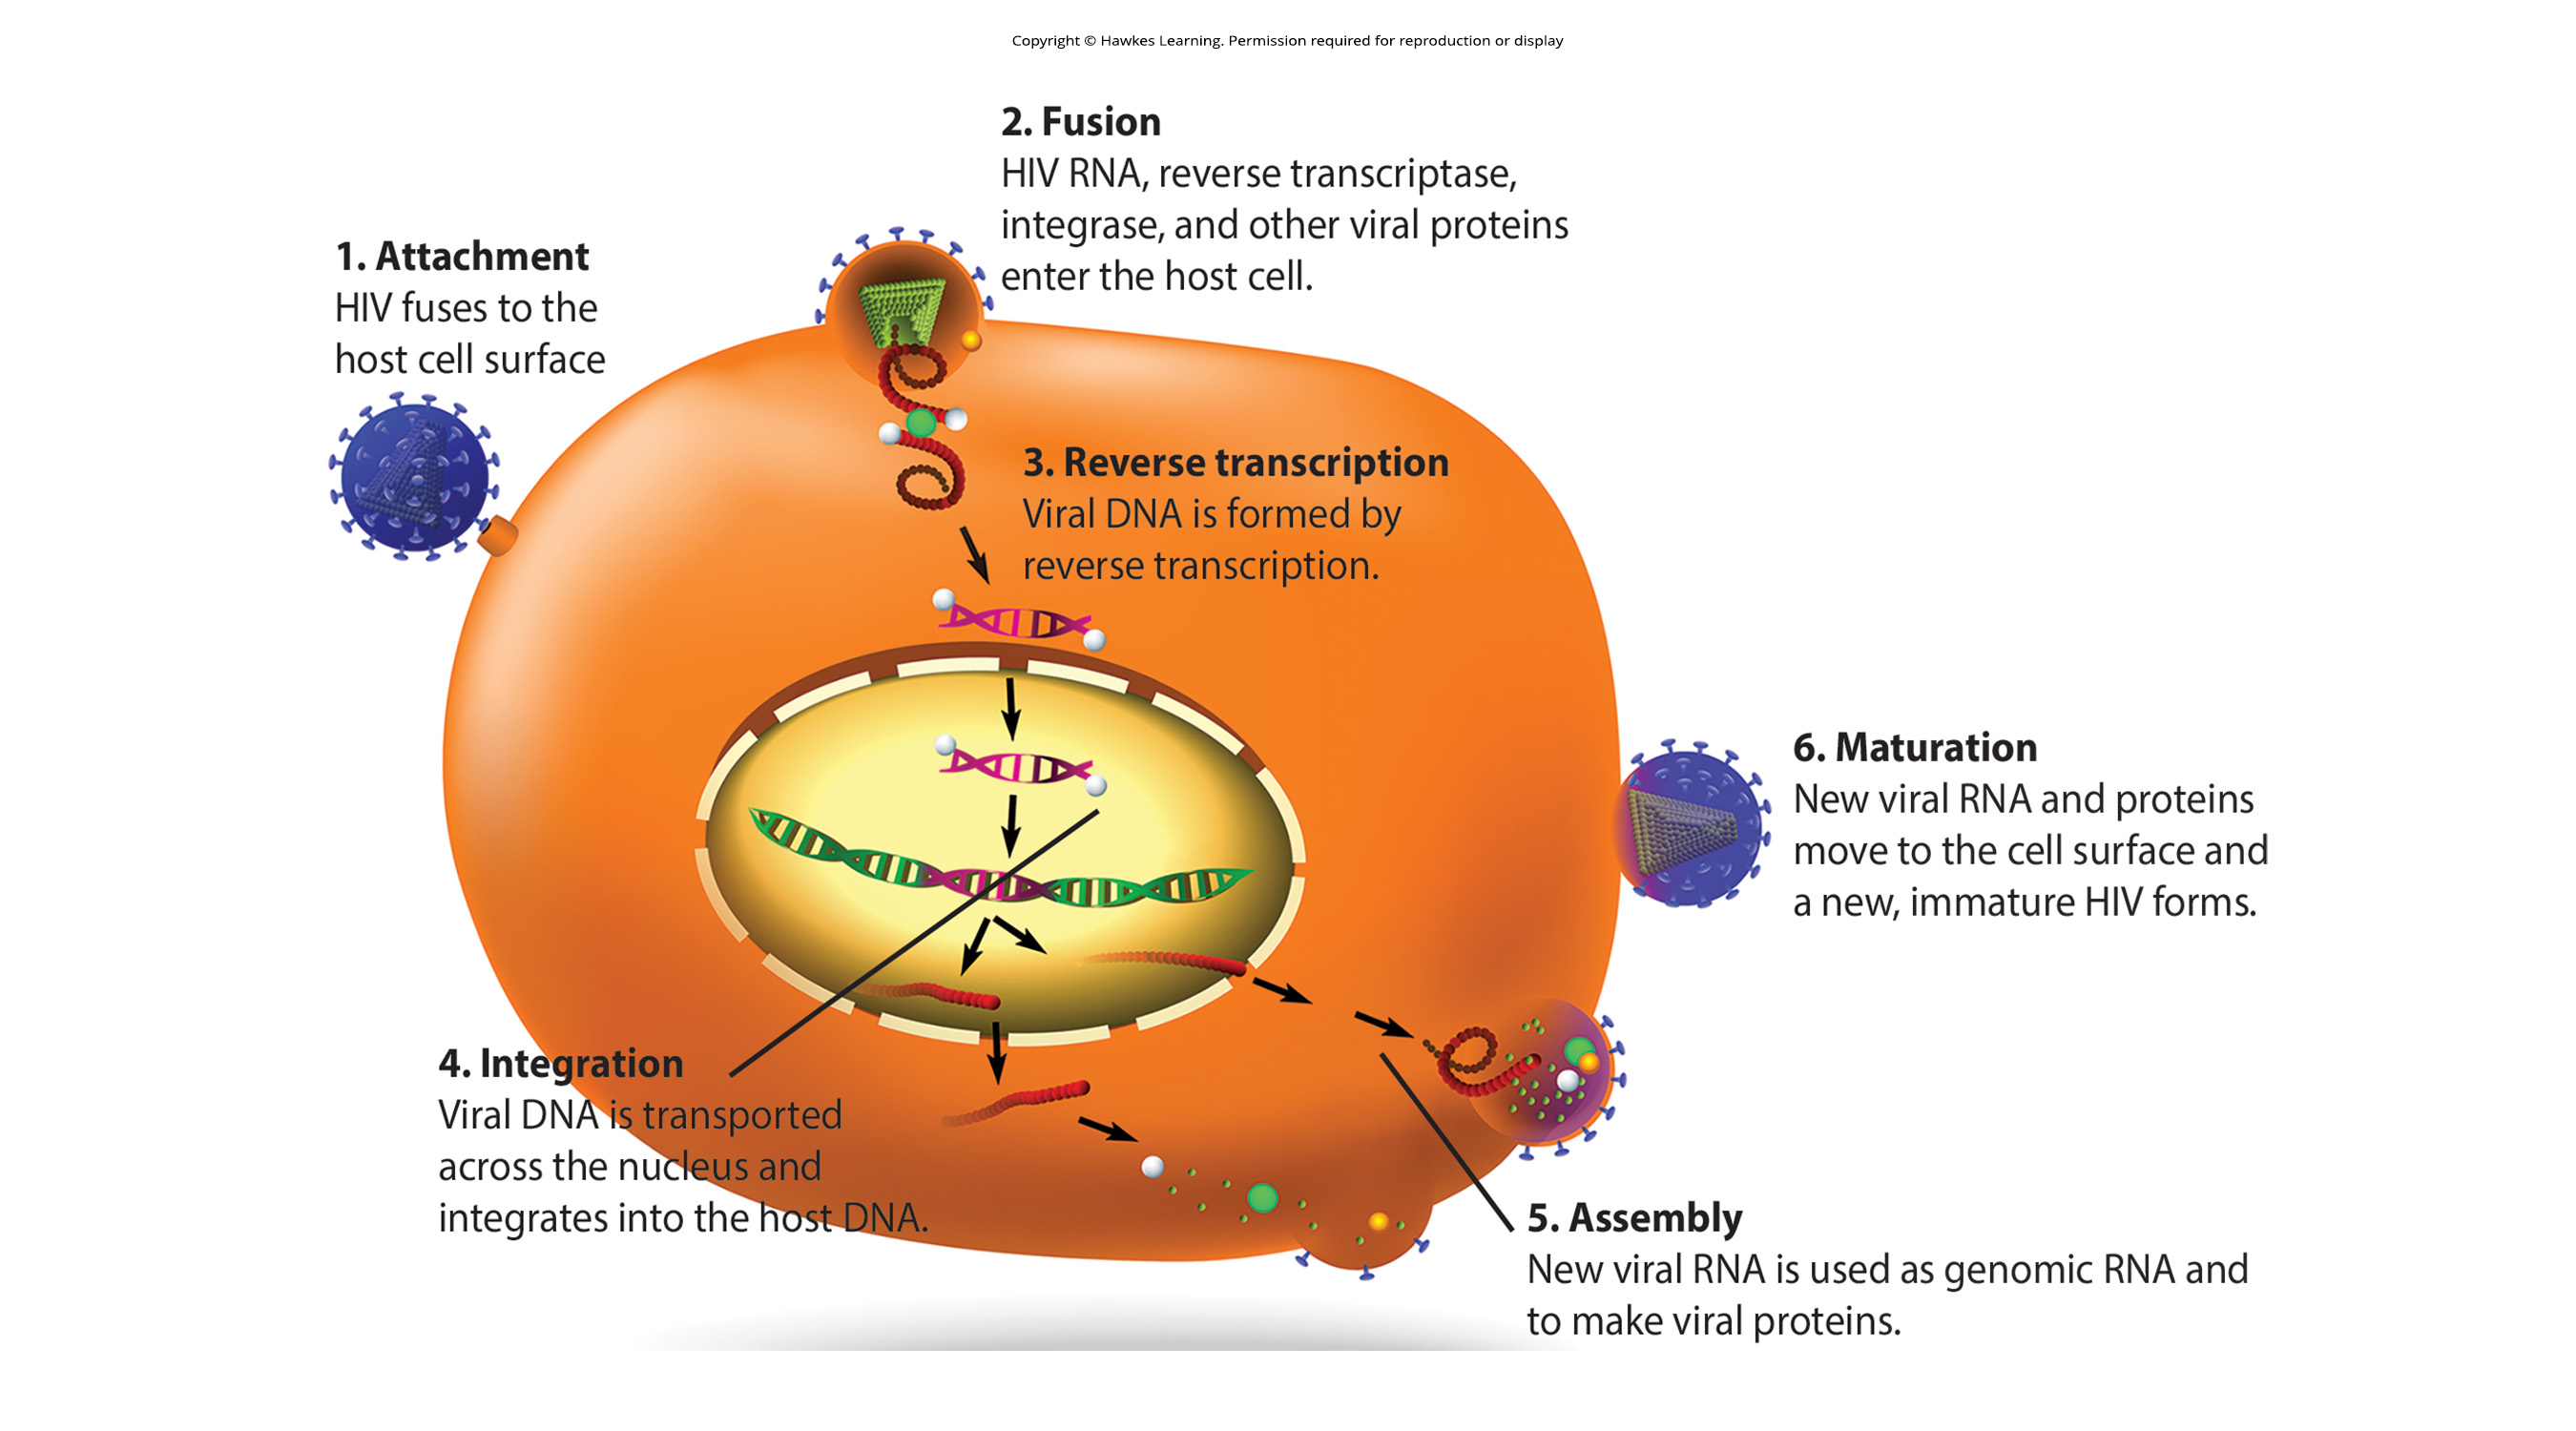 Copyright © Hawkes Learning. Permission required for reproduction or display
1. Attachment
HIV fuses to the
host cell surface
2. Fusion
HIV RNA, reverse transcriptase,
integrase, and other viral proteins
enter the host cell.
3. Reverse transcription
Viral DNA is formed by
reverse transcription.
4. Integration
Viral DNA is transported
across the nucleus and
integrates into the host DNA.
5. Assembly
New viral RNA is used as genomic RNA and
to make viral proteins.
6. Maturation
New viral RNA and proteins
move to the cell surface and
a new, immature HIV forms.